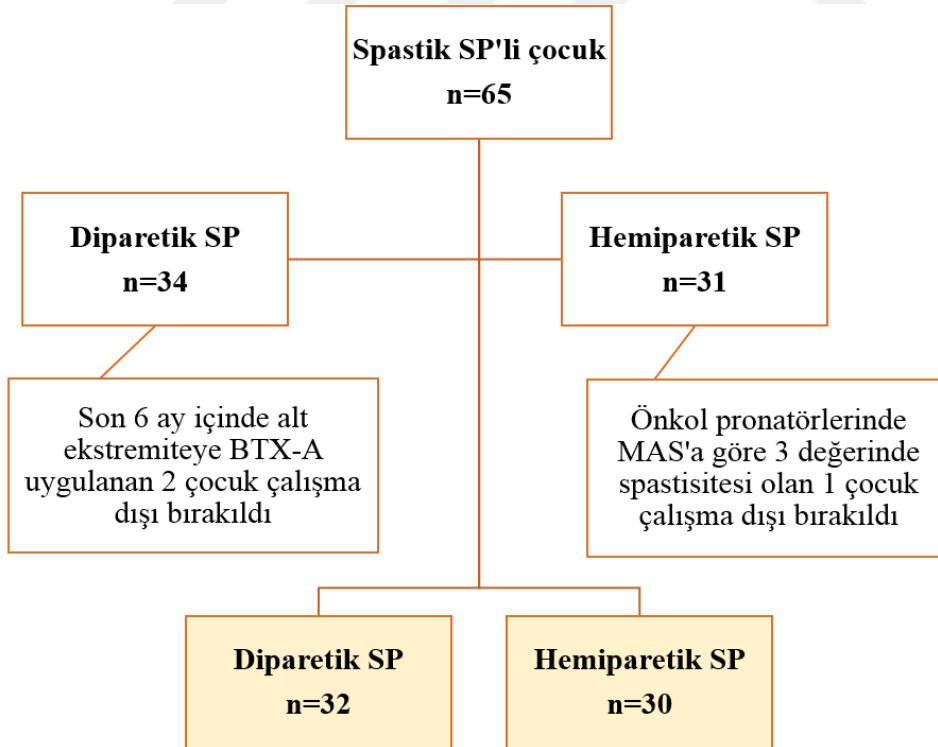 Spastik SP'li çocuk
n=65
Diparetik SP
n=34
Hemiparetik SP
n=31
Son 6 ay içinde alt
ekstremiteye BTX-A
uygulanan 2 çocuk çalışma
dışı bırakıldı
Önkol pronatörlerinde
MAS'a göre 3 değerinde
spastisitesi olan 1 çocuk
çalışma dışı bırakıldı
Diparetik SP
n=32
Hemiparetik SP
n=30